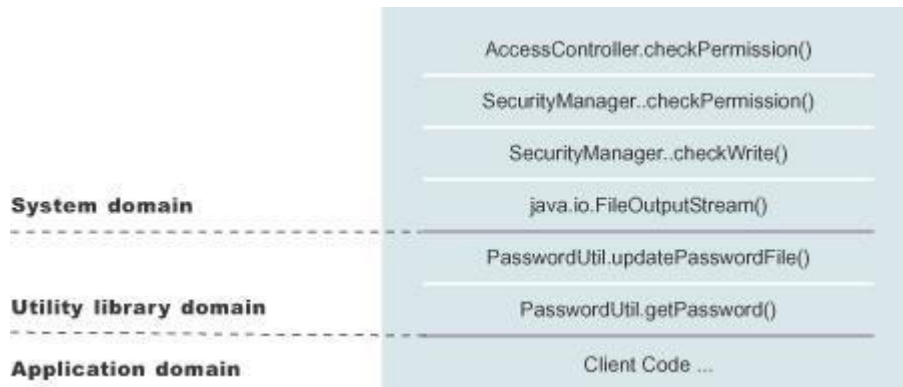 AccessController.checkPermission()
SecurityManager..checkPermission()
SecurityManager..checkWrite()
System domain
java.io.FileOutputStream()
PasswordUtil.updatePasswordFile()
Utility library domain
PasswordUtil.getPassword()
Application domain
Client Code ...